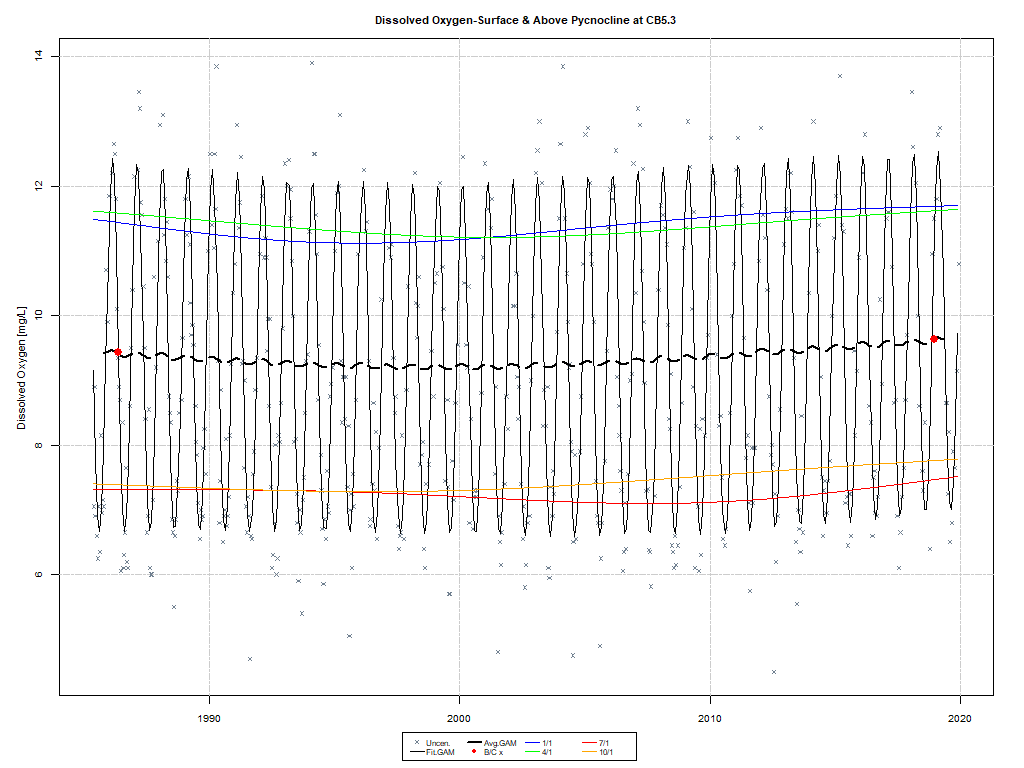 Dissolved Oxygen-Surface & Above Pycnocline at CB5.3
Dissolved Oxygen [mg/L]
14
12
10
8
6
1990
2000
2010
2020
Uncen. Avg.GAM 1/1 7/1
Fit.GAM B/C x 4/1 10/1